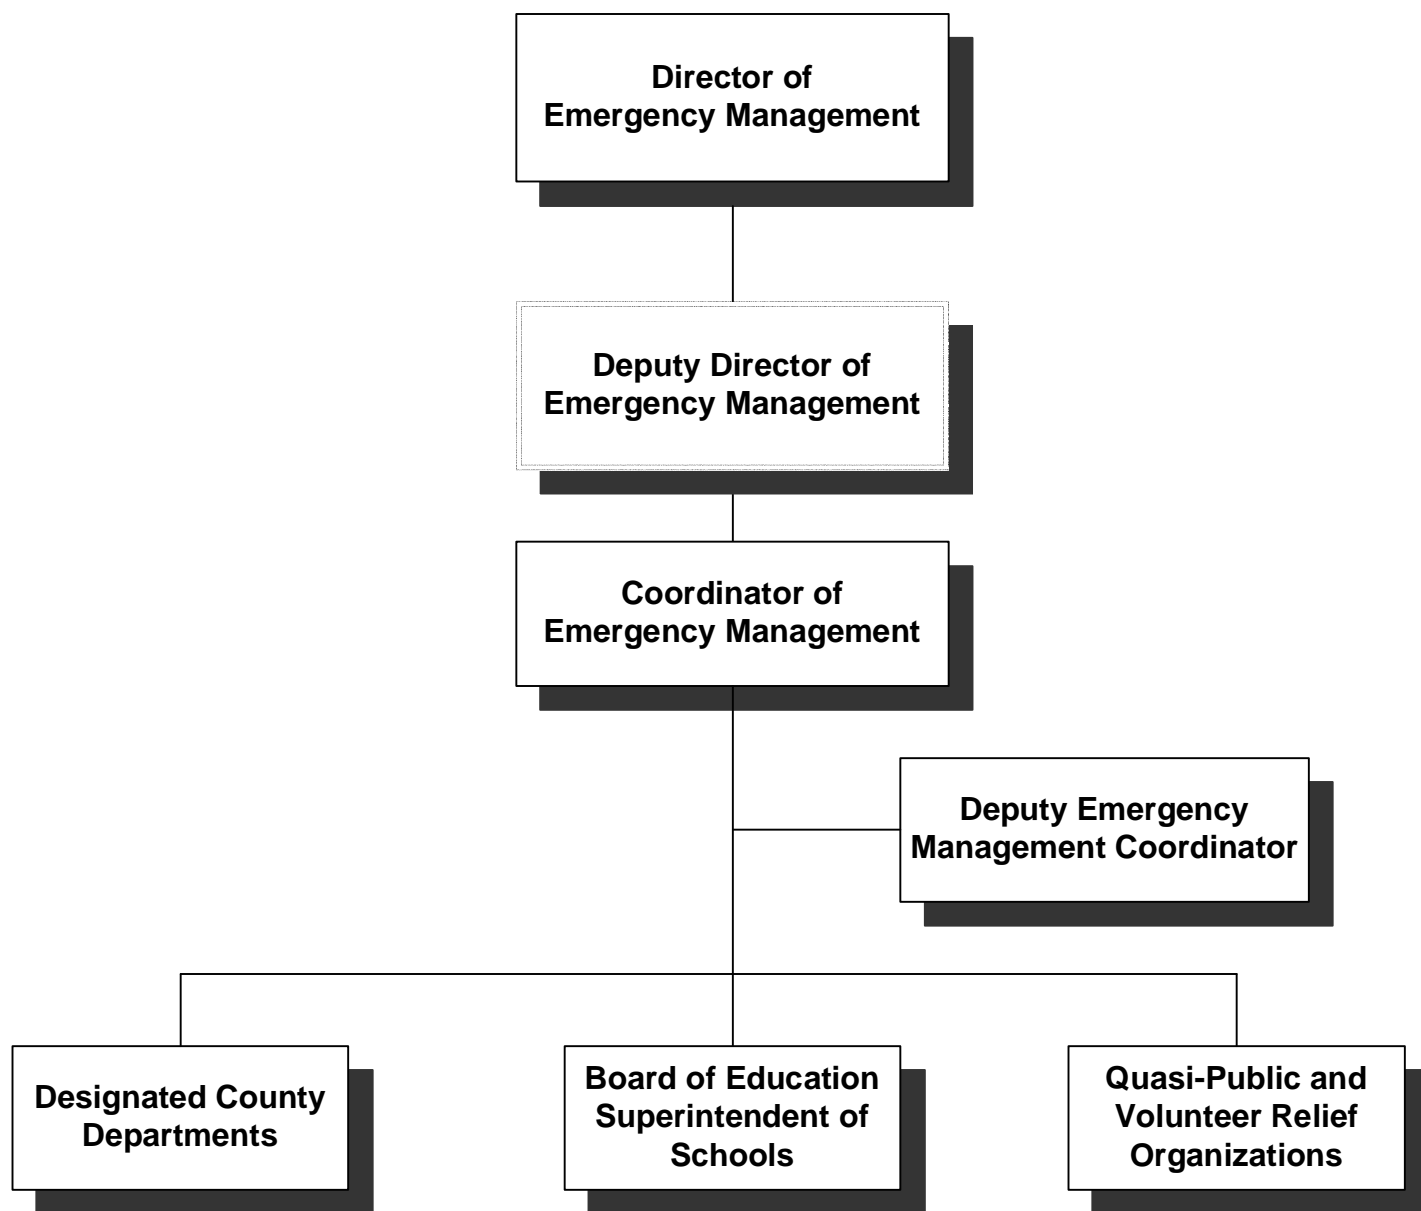 Director of
Emergency Management
Deputy Director of
Emergency Management
Coordinator of
Emergency Management
Deputy Emergency
Management Coordinator
Designated County
Departments
Board of Education
Superintendent of
Schools
Quasi-Public and
Volunteer Relief
Organizations